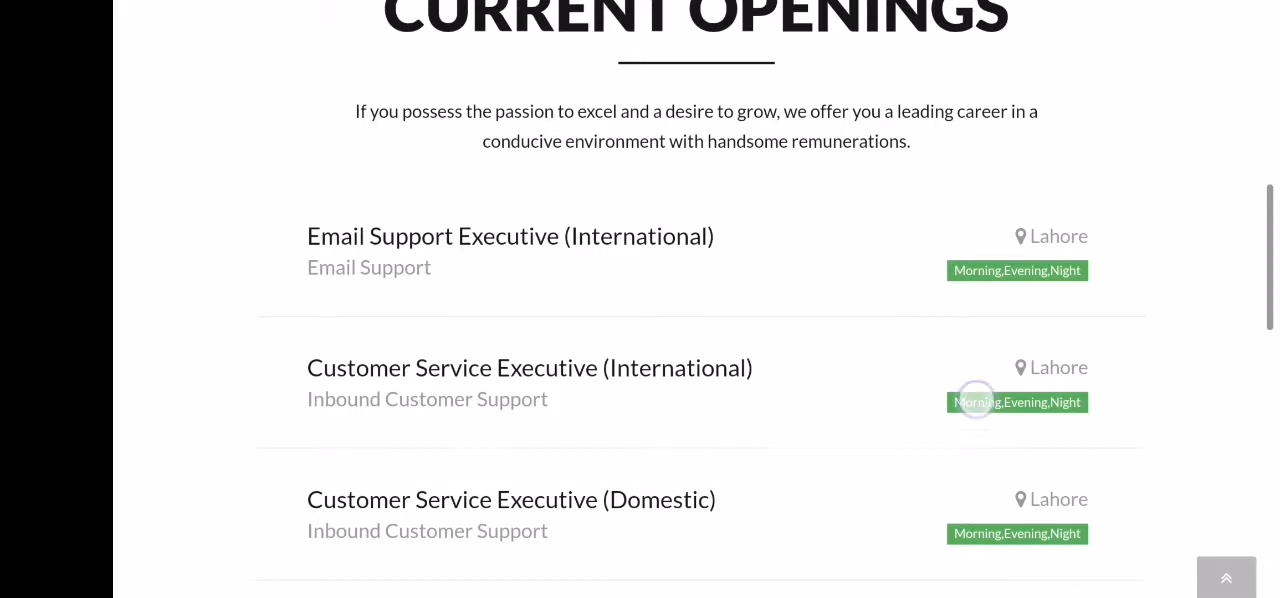 CURRENT OPENINGS
If you possess the passion to excel and a desire to grow, we offer you a leading career in a
conducive environment with handsome remunerations.
Email Support Executive (International)
Lahore
Email Support
Morning,Evening,Night
Customer Service Executive (International)
Lahore
Inbound Customer Support
Morning,Evening,Night
Customer Service Executive (Domestic)
Lahore
Inbound Customer Support
Morning,Evening,Night